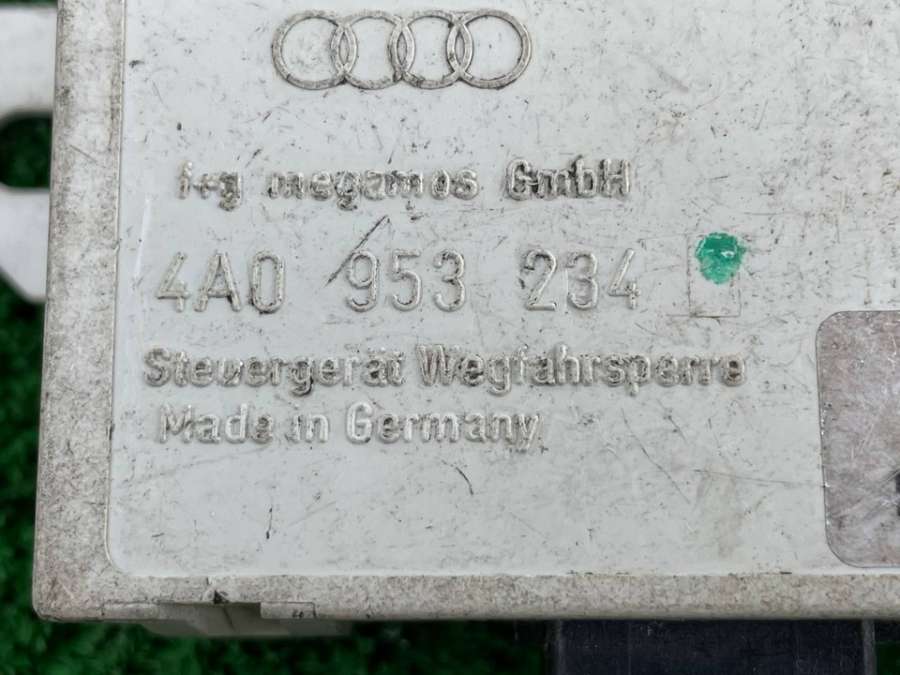 f+g megamos GmbH
4A0 953 234
Steuergerät Wegfahrsperre
Made in Germany